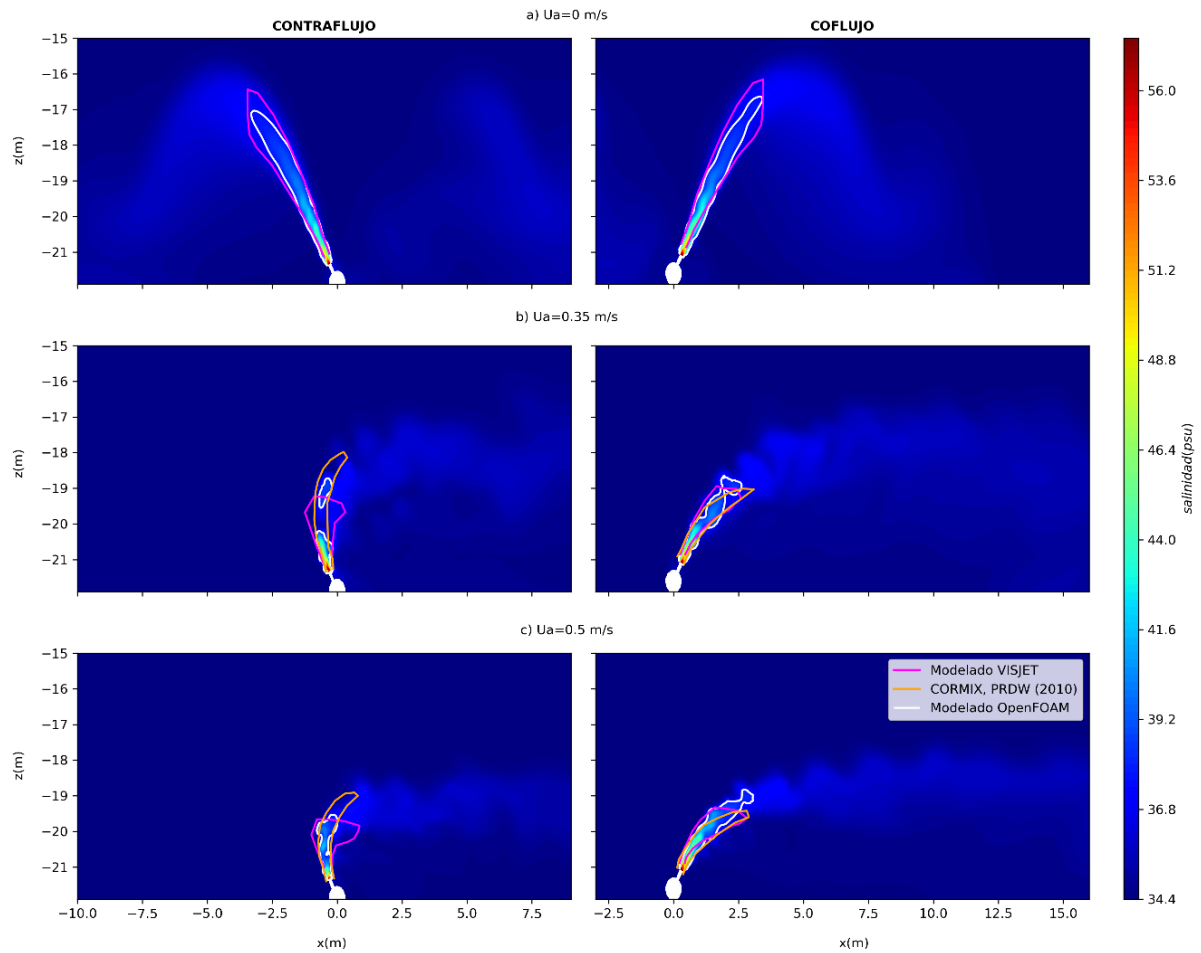 a) Ua=0 m/s
CONTRAFLUJO
COFLUJO
−15
−16
−17
−18
−19
−20
−21
z(m)
b) Ua=0.35 m/s
−15
−16
−17
−18
−19
−20
−21
z(m)
c) Ua=0.5 m/s
−15
−16
−17
−18
−19
−20
−21
z(m)
Modelado VISJET
CORMIX, PRDW (2010)
Modelado OpenFOAM
−10.0 −7.5 −5.0 −2.5 0.0 2.5 5.0 7.5
x(m)
−2.5 0.0 2.5 5.0 7.5 10.0 12.5 15.0
x(m)
56.0
53.6
51.2
48.8
46.4
44.0
41.6
39.2
36.8
34.4
salinidad(psu)